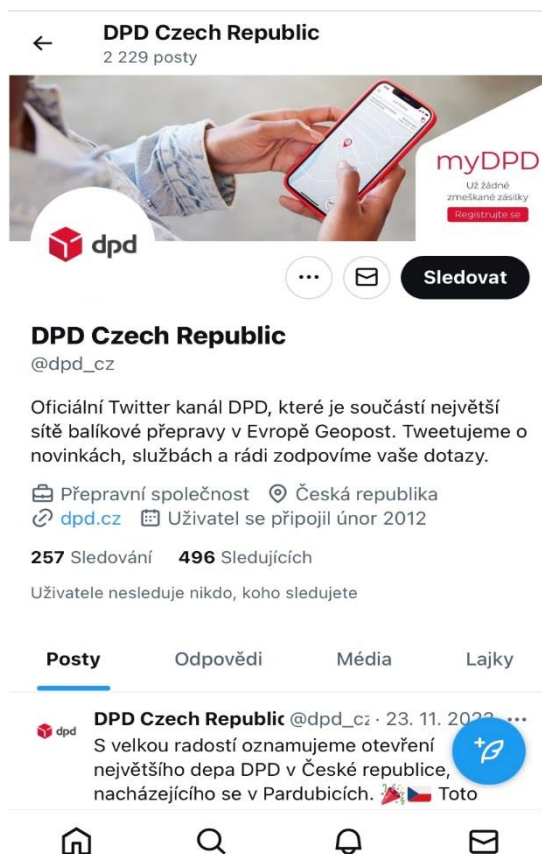 DPD Czech Republic
2 229 posty
myDPD
Už žádné
zmeškané zásilky
Registrujte se
dpd
Sledovat
DPD Czech Republic
@dpd_cz
Oficiální Twitter kanál DPD, které je součástí největší
sítě balíkové přepravy v Evropě Geopost. Tweetujeme o
novinkách, službách a rádi zodpovíme vaše dotazy.
Přepravní společnost Česká republika
dpd.cz Uživatel se připojil únor 2012
257 Sledování 496 Sledujících
Uživatele nesleduje nikdo, koho sledujete
Posty Odpovědi Média Lajky
dpd
DPD Czech Republic @dpd_cz · 23. 11. ...
S velkou radostí oznamujeme otevření
největšího depa DPD v České republice,
nacházejícího se v Pardubicích. 🎉🇨🇿 Toto